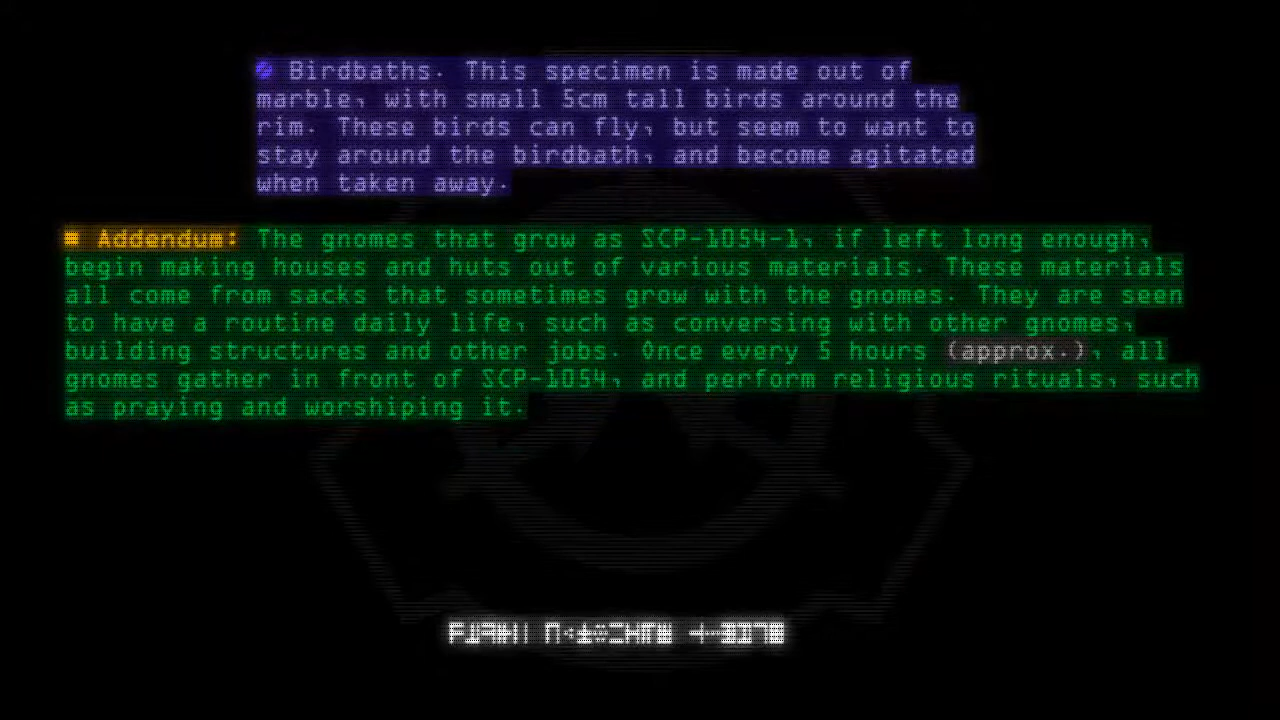 Birdbaths. This specimen is made out of
marble, with small 5cm tall birds around the
rim. These birds can fly, but seem to want to
stay around the birdbath, and become agitated
when taken away.
Addendum: The gnomes that grow as SCP-1054-1, if left long enough,
begin making houses and huts out of various materials. These materials
all come from sacks that sometimes grow with the gnomes. They are seen
to have a routine daily life, such as conversing with other gnomes,
building structures and other jobs. Once every 5 hours (approx.), all
gnomes gather in front of SCP-1054, and perform religious rituals, such
as praying and worshiping it.